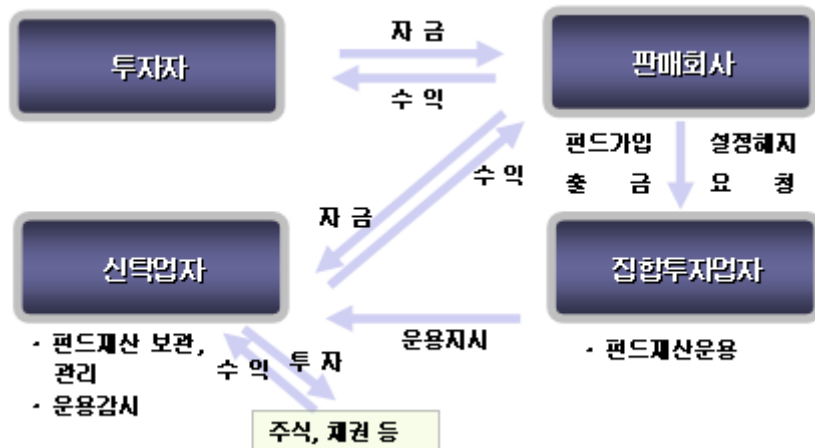 자 금
투자자
판매회사
수 익
펀드가입 설정해지
출 금 요 청
수 익
자 금
신탁업자
집합투자업자
운용지시
· 펀드재산 보관,
관리
· 운용감시
수 익
투 자
· 펀드재산운용
주식, 채권 등